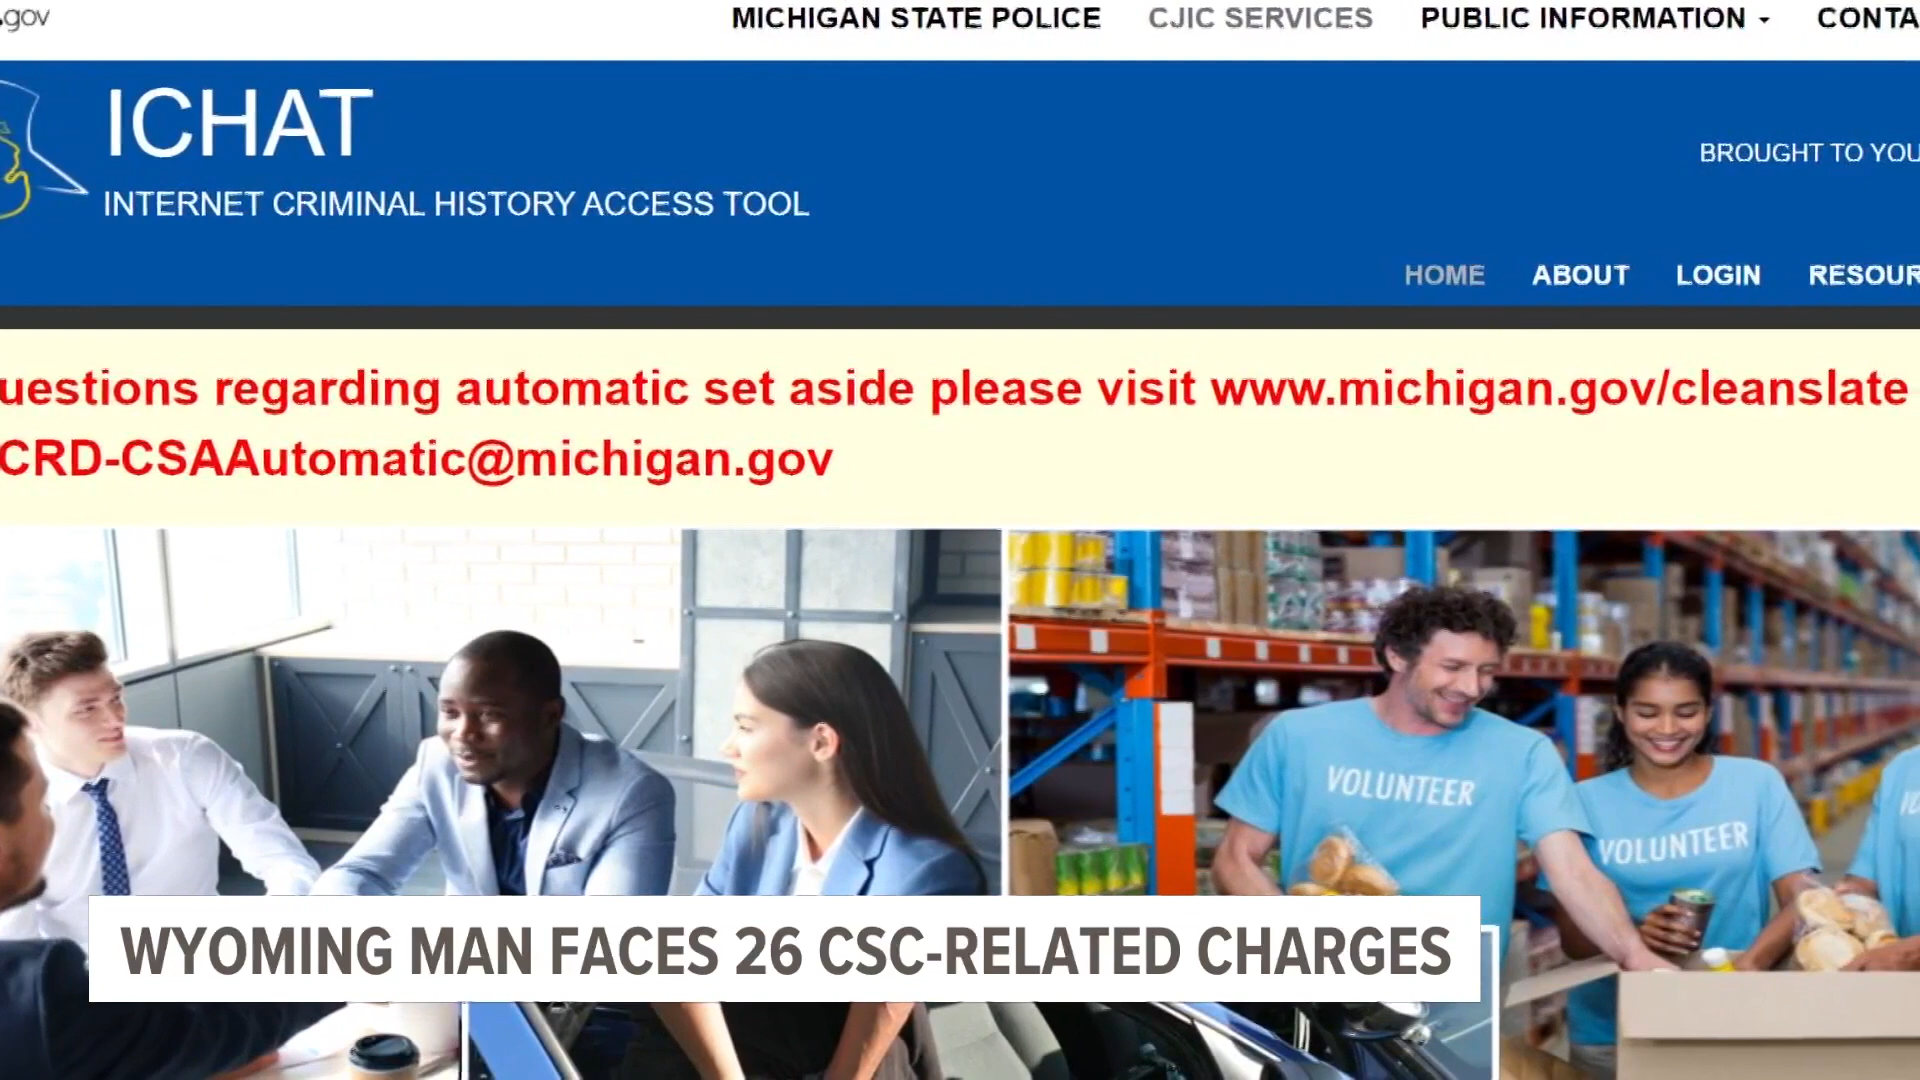 .gov
MICHIGAN STATE POLICE CJIC SERVICES PUBLIC INFORMATION CONTA
ICHAT
INTERNET CRIMINAL HISTORY ACCESS TOOL
BROUGHT TO YOU
HOME ABOUT LOGIN RESOUR
uestions regarding automatic set aside please visit www.michigan.gov/cleanslate
CRD-CSAAutomatic@michigan.gov
VOLUNTEER
VOLUNTEER
WYOMING MAN FACES 26 CSC-RELATED CHARGES